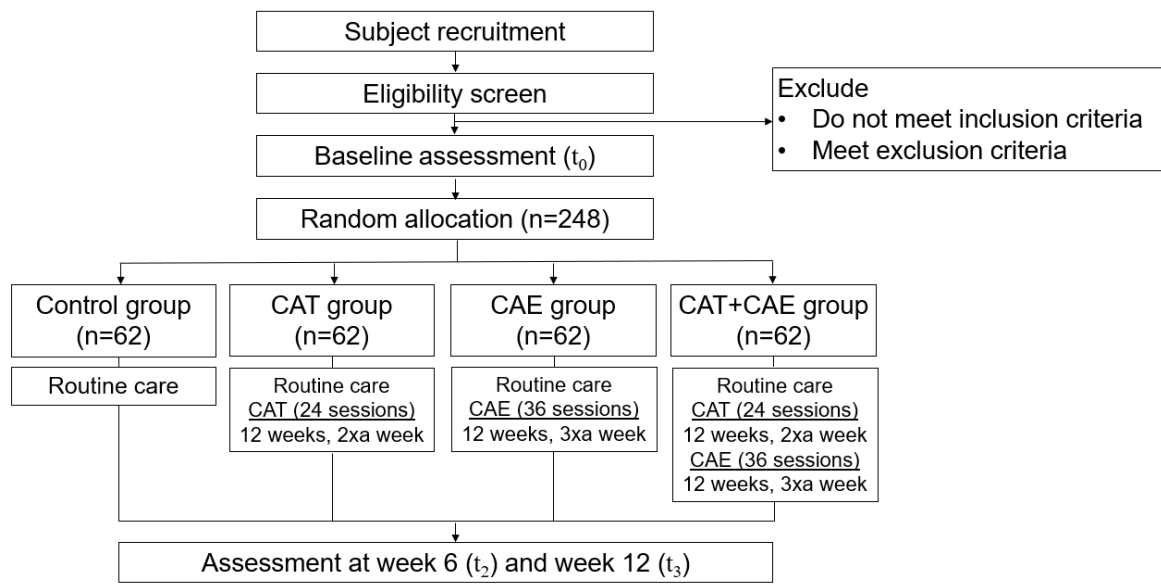 Subject recruitment
Eligibility screen
Exclude
• Do not meet inclusion criteria
• Meet exclusion criteria
Baseline assessment (t0)
Random allocation (n=248)
Control group
(n=62)
CAT group
(n=62)
CAE group
(n=62)
CAT+CAE group
(n=62)
Routine care
Routine care
CAT (24 sessions)
12 weeks, 2xa week
Routine care
CAE (36 sessions)
12 weeks, 3xa week
Routine care
CAT (24 sessions)
12 weeks, 2xa week
CAE (36 sessions)
12 weeks, 3xa week
Assessment at week 6 (t2) and week 12 (t3)